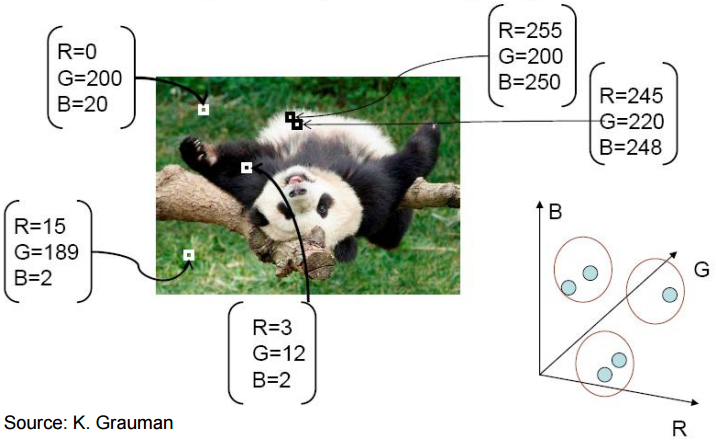 R=0
G=200
B=20
R=255
G=200
B=250
R=245
G=220
B=248
R=15
G=189
B=2
R=3
G=12
B=2
B
G
R
Source: K. Grauman